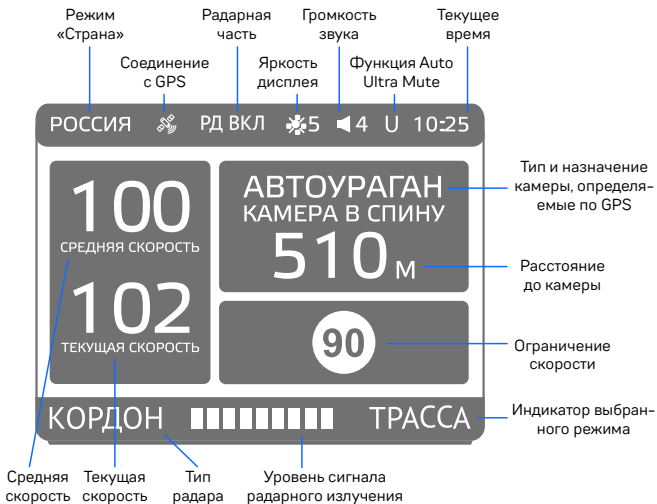 Режим
«Страна»
Радарная
часть
Громкость
звука
Текущее
время
Соединение
с GPS
Яркость
дисплея
Функция Auto
Ultra Mute
РОССИЯ РД ВКЛ 5 4 U 10:25
100
СРЕДНЯЯ СКОРОСТЬ
102
ТЕКУЩАЯ СКОРОСТЬ
АВТОУРАГАН
КАМЕРА В СПИНУ
510 м
90
КОРДОН ТРАССА
Тип и назначение
камеры, определя-
емые по GPS
Расстояние
до камеры
Ограничение
скорости
Индикатор выбран-
ного режима
Средняя
скорость
Текущая
скорость
Тип
радара
Уровень сигнала
радарного излучения